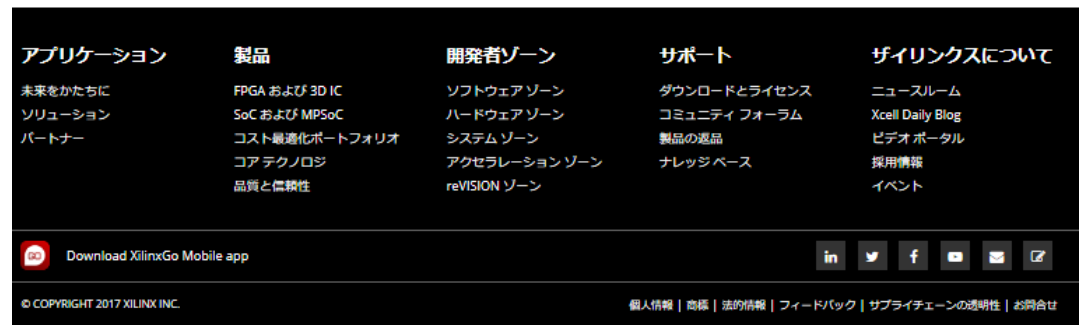 アプリケーション
未来をかたちに
ソリューション
パートナー
製品
FPGA および 3D IC
SoC および MPSoC
コスト最適化ポートフォリオ
コア テクノロジ
品質と信頼性
開発者ゾーン
ソフトウェア ゾーン
ハードウェア ゾーン
システム ゾーン
アクセラレーション ゾーン
reVISION ゾーン
サポート
ダウンロードとライセンス
コミュニティ フォーラム
製品の返品
ナレッジ ベース
ザイリンクスについて
ニュースルーム
Xcell Daily Blog
ビデオ ポータル
採用情報
イベント
GO
Download XilinxGo Mobile app
© COPYRIGHT 2017 XILINX INC.
個人情報 | 商標 | 法的情報 | フィードバック | サプライチェーンの透明性 | お問合せ